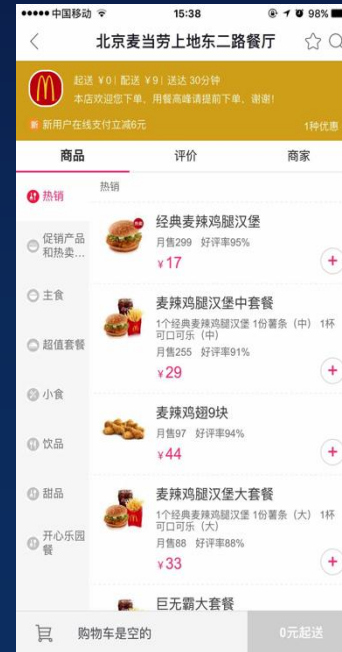 中国移动 15:38 98%
北京麦当劳上地东二路餐厅
起送 ¥0 | 配送 ¥9 | 送达 30分钟
本店欢迎您下单、用餐高峰请提前下单、谢谢！
新 新用户在线支付立减6元 1种优惠
商品 评价 商家
热销
热销
经典麦辣鸡腿汉堡
月售299 好评率95%
¥17
促销产品
和热卖...
主食
麦辣鸡腿汉堡中套餐
1个经典麦辣鸡腿汉堡 1份薯条（中） 1杯
可口可乐（中）
月售255 好评率91%
¥29
超值套餐
小食
麦辣鸡翅9块
月售97 好评率94%
¥44
饮品
甜品
麦辣鸡腿汉堡大套餐
1个经典麦辣鸡腿汉堡 1份薯条（大） 1杯
可口可乐（大）
月售88 好评率88%
¥33
开心乐园
餐
巨无霸大套餐
购物车是空的 0元起送